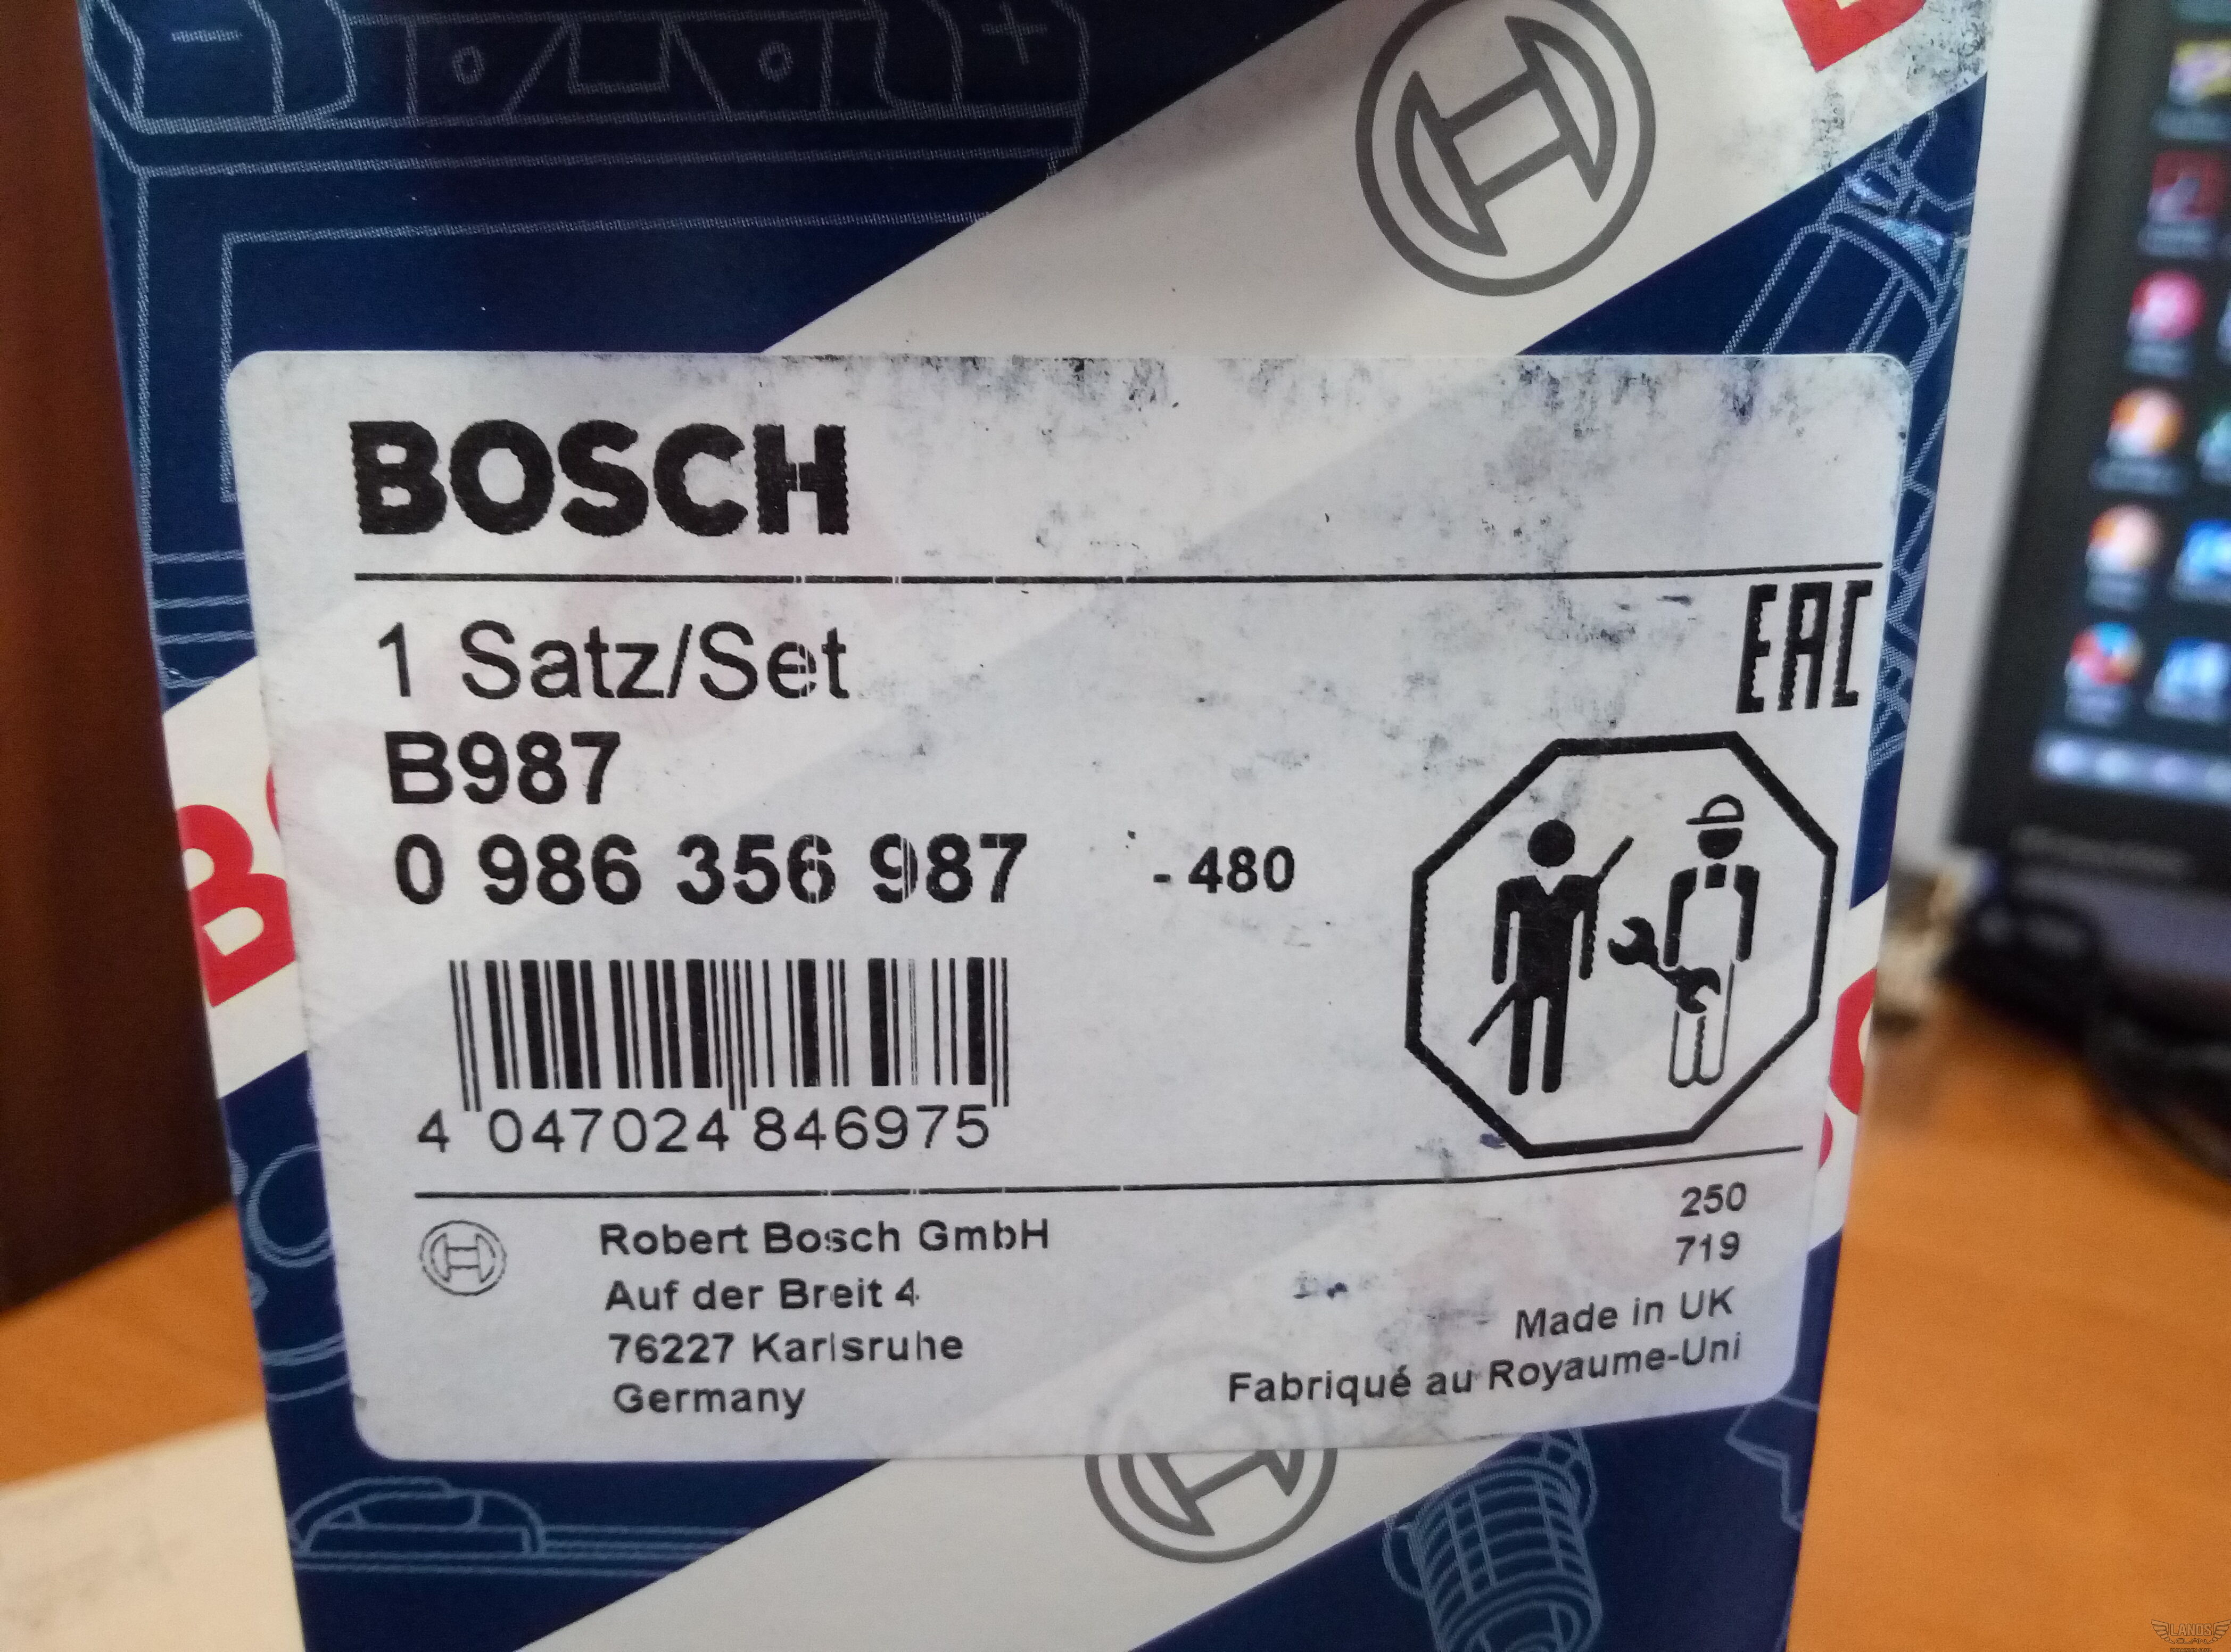 BOSCH
1 Satz/Set
EAC
B987
0 986 356 987 -480
4 047024 846975
Robert Bosch GmbH
Auf der Breit 4
76227 Karlsruhe
Germany
250
719
Made in UK
Fabriqué au Royaume-Uni
LANDS